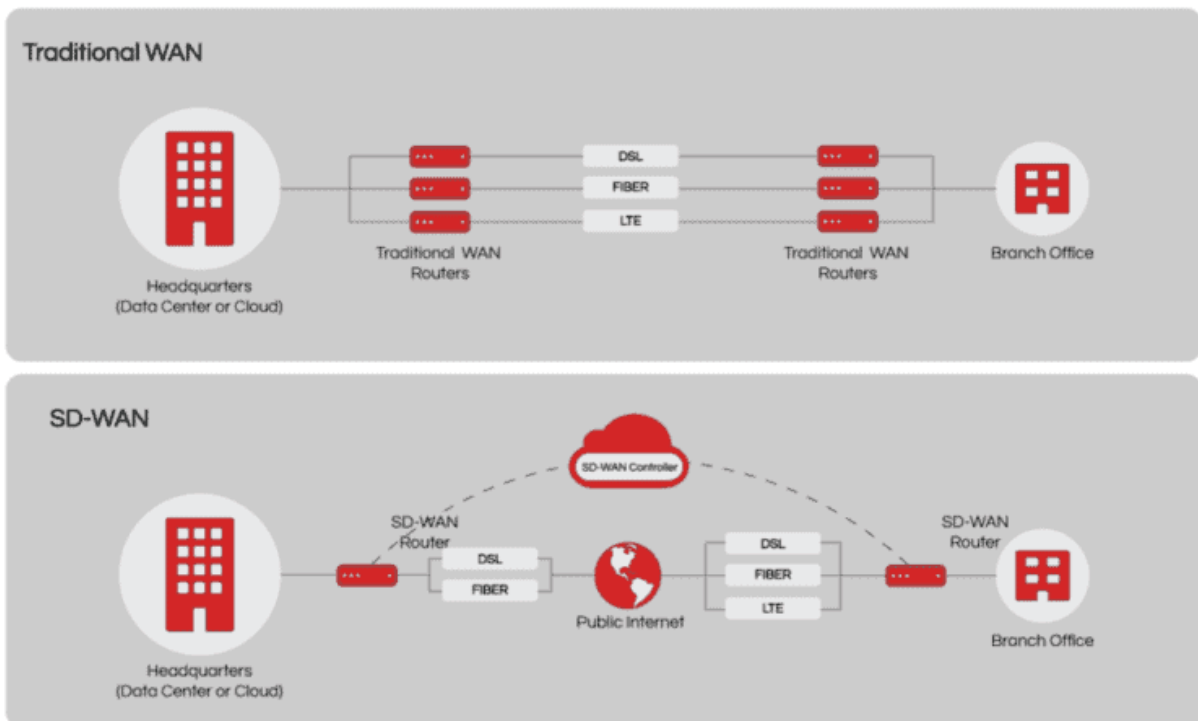 Traditional WAN
DSL
FIBER
LTE
Traditional WAN
Routers
Traditional WAN
Routers
Branch Office
Headquarters
(Data Center or Cloud)
SD-WAN
SD-WAN Controller
SD-WAN
Router
SD-WAN
Router
DSL
FIBER
DSL
FIBER
LTE
Public Internet
Branch Office
Headquarters
(Data Center or Cloud)